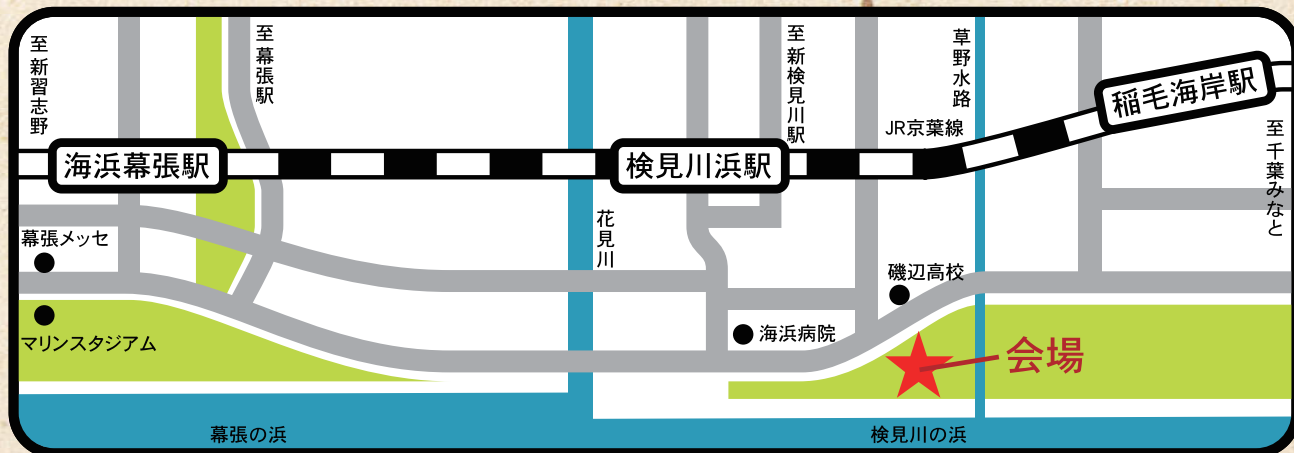 至新習志野
至幕張駅
至新検見川駅
草野水路
稲毛海岸駅
JR京葉線
至千葉みなと
海浜幕張駅
検見川浜駅
花見川
幕張メッセ
磯辺高校
マリンスタジアム
海浜病院
会場
幕張の浜
検見川の浜